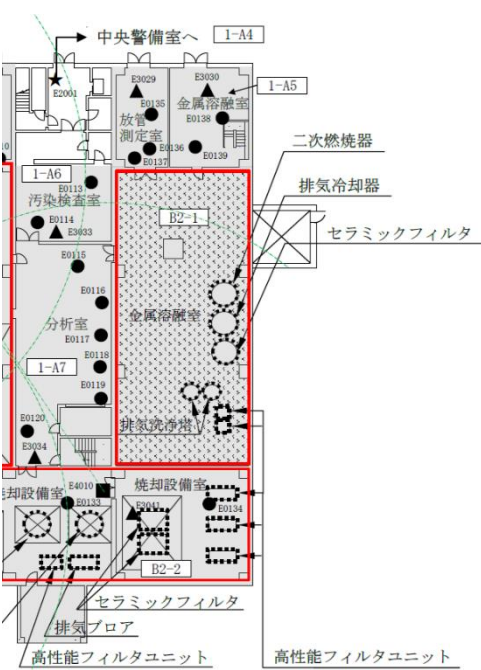 中央警備室へ 1-A4
E2001
E3029
E3030
1-A5
E0135
金属溶融室
E0138
放管
測定室
E0136
E0137
E0139
二次燃焼器
1-A6
E0113
汚染検査室
排気冷却器
E0114
E3033
B2-1
セラミックフィルタ
E0115
E0116
分析室
金属溶融室
E0117
E0118
1-A7
E0119
E0120
排気洗浄塔
E3034
却設備室
E4010
焼却設備室
E0133
E3041
E0134
B2-2
セラミックフィルタ
排気ブロア
高性能フィルタユニット
高性能フィルタユニット